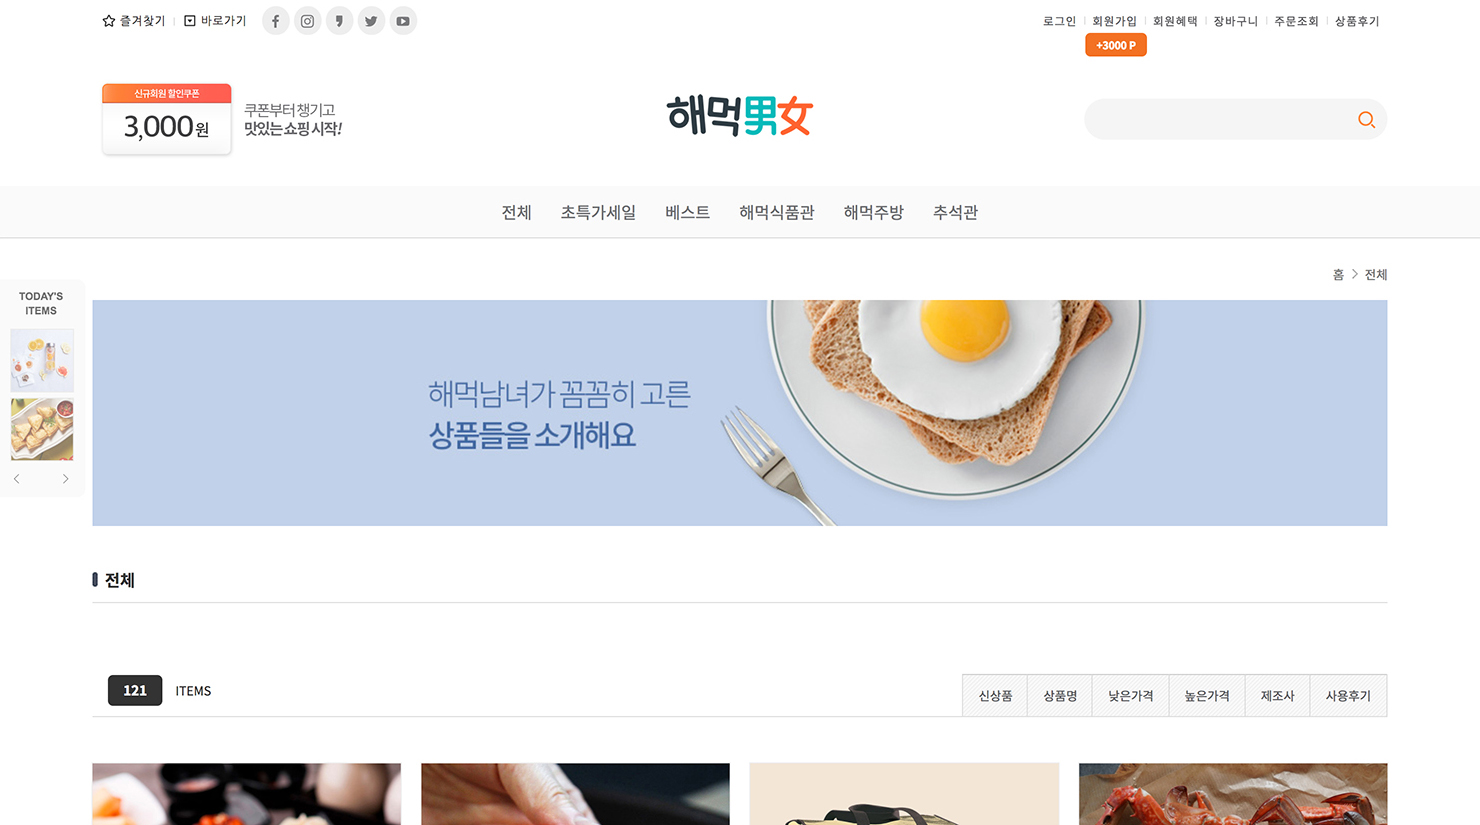 즐겨찾기
바로가기
로그인
회원가입
회원혜택
장바구니
주문조회
상품후기
+3000 P
신규회원 할인쿠폰
3,000원
쿠폰부터 챙기고
맛있는 쇼핑 시작!
해먹男女
전체
초특가세일
베스트
해먹식품관
해먹주방
추석관
홈 > 전체
TODAY'S
ITEMS
해먹남녀가 꼼꼼히 고른
상품들을 소개해요
전체
121 ITEMS
신상품
상품명
낮은가격
높은가격
제조사
사용후기